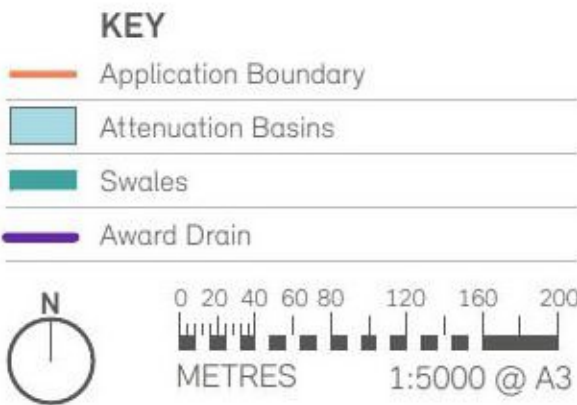 KEY
Application Boundary
Attenuation Basins
Swales
Award Drain
N
0 20 40 60 80 120 160 200
METRES 1:5000 @ A3